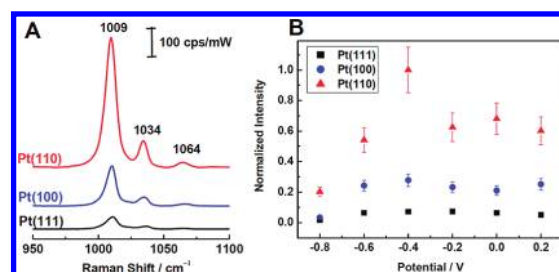 A
1009
100 cps/mW
1034
1064
Pt(110)
Pt(100)
Pt(111)
950 1000 1050 1100
Raman Shift / cm⁻¹
B
Pt(111)
Pt(100)
Pt(110)
Normalized Intensity
1.0
0.8
0.6
0.4
0.2
0.0
-0.8 -0.6 -0.4 -0.2 0.0 0.2
Potential / V